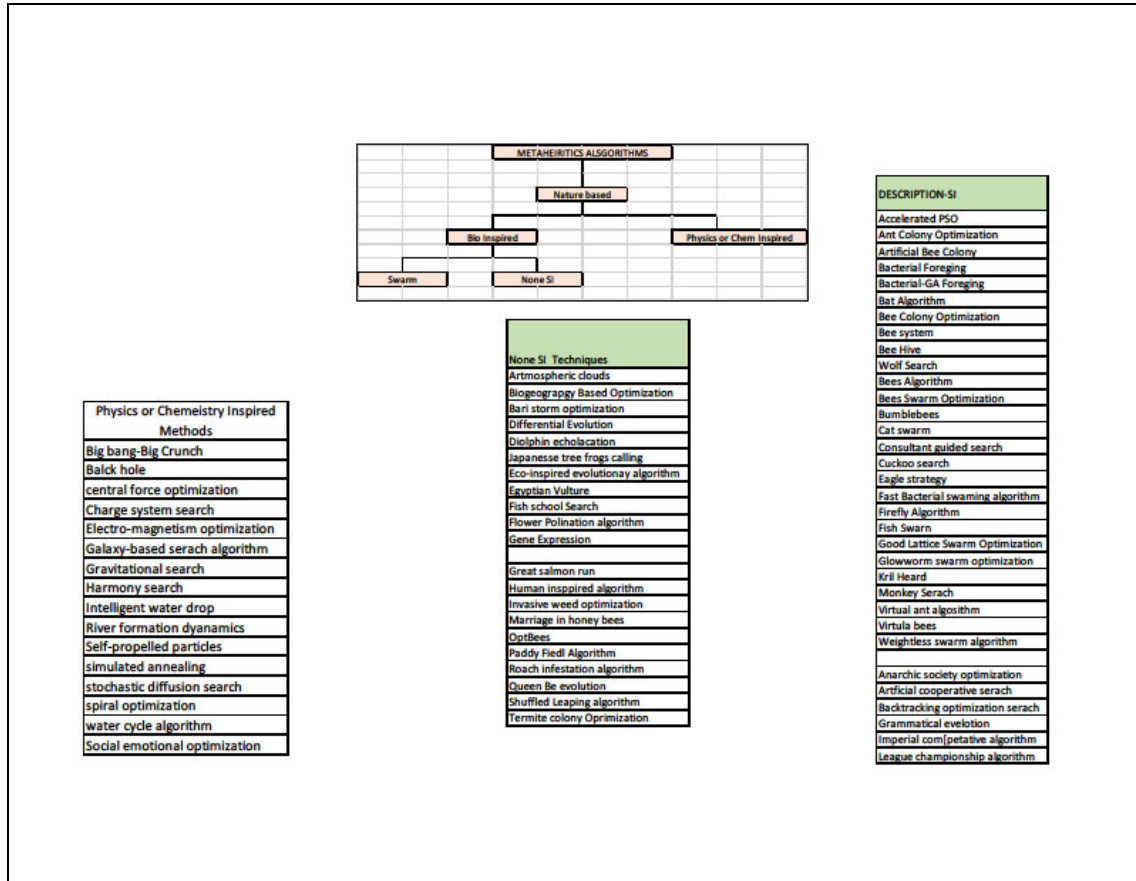 METAHEIRITICS ALSGORITHMS
Nature based
Bio Inspired
Physics or Chem Inspired
Swarm
None SI
Physics or Chemeistry Inspired
Methods
Big bang-Big Crunch
Balck hole
central force optimization
Charge system search
Electro-magnetism optimization
Galaxy-based serach algorithm
Gravitational search
Harmony search
Intelligent water drop
River formation dyanamics
Self-propelled particles
simulated annealing
stochastic diffusion search
spiral optimization
water cycle algorithm
Social emotional optimization
None SI Techniques
Artmospheric clouds
Biogeograpgy Based Optimization
Bari storm optimization
Differential Evolution
Diolphin echolacation
Japanesse tree frogs calling
Eco-inspired evolutionay algorithm
Egyptian Vulture
Fish school Search
Flower Polination algorithm
Gene Expression
Great salmon run
Human insppired algorithm
Invasive weed optimization
Marriage in honey bees
OptBees
Paddy Fiedl Algorithm
Roach infestation algorithm
Queen Be evolution
Shuffled Leaping algorithm
Termite colony Oprimization
DESCRIPTION-SI
Accelerated PSO
Ant Colony Optimization
Artificial Bee Colony
Bacterial Foreging
Bacterial-GA Foreging
Bat Algorithm
Bee Colony Optimization
Bee system
Bee Hive
Wolf Search
Bees Algorithm
Bees Swarm Optimization
Bumblebees
Cat swarm
Consultant guided search
Cuckoo search
Eagle strategy
Fast Bacterial swaming algorithm
Firefly Algorithm
Fish Swarn
Good Lattice Swarm Optimization
Glowworm swarm optimization
Kril Heard
Monkey Serach
Virtual ant algosithm
Virtula bees
Weightless swarm algorithm
Anarchic society optimization
Artficial cooperative serach
Backtracking optimization serach
Grammatical evelotion
Imperial com[petative algorithm
League championship algorithm